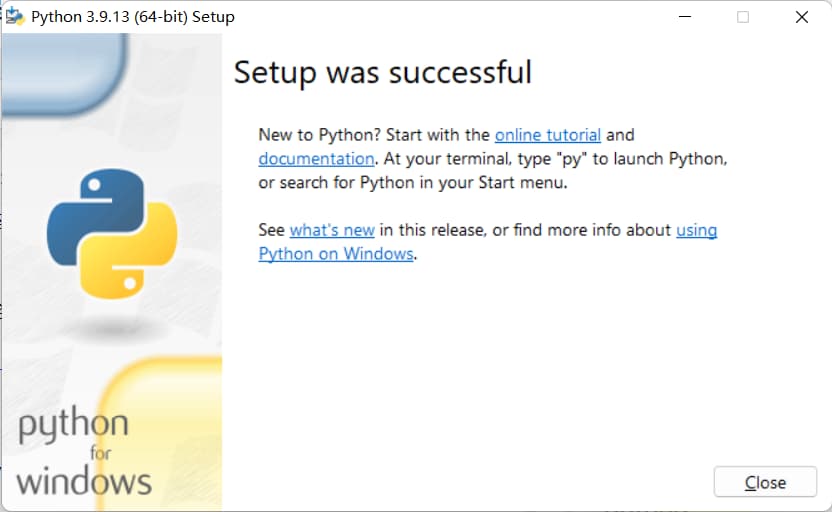 Python 3.9.13 (64-bit) Setup
Setup was successful
New to Python? Start with the online tutorial and
documentation. At your terminal, type "py" to launch Python,
or search for Python in your Start menu.
See what's new in this release, or find more info about using
Python on Windows.
python
for
windows
Close